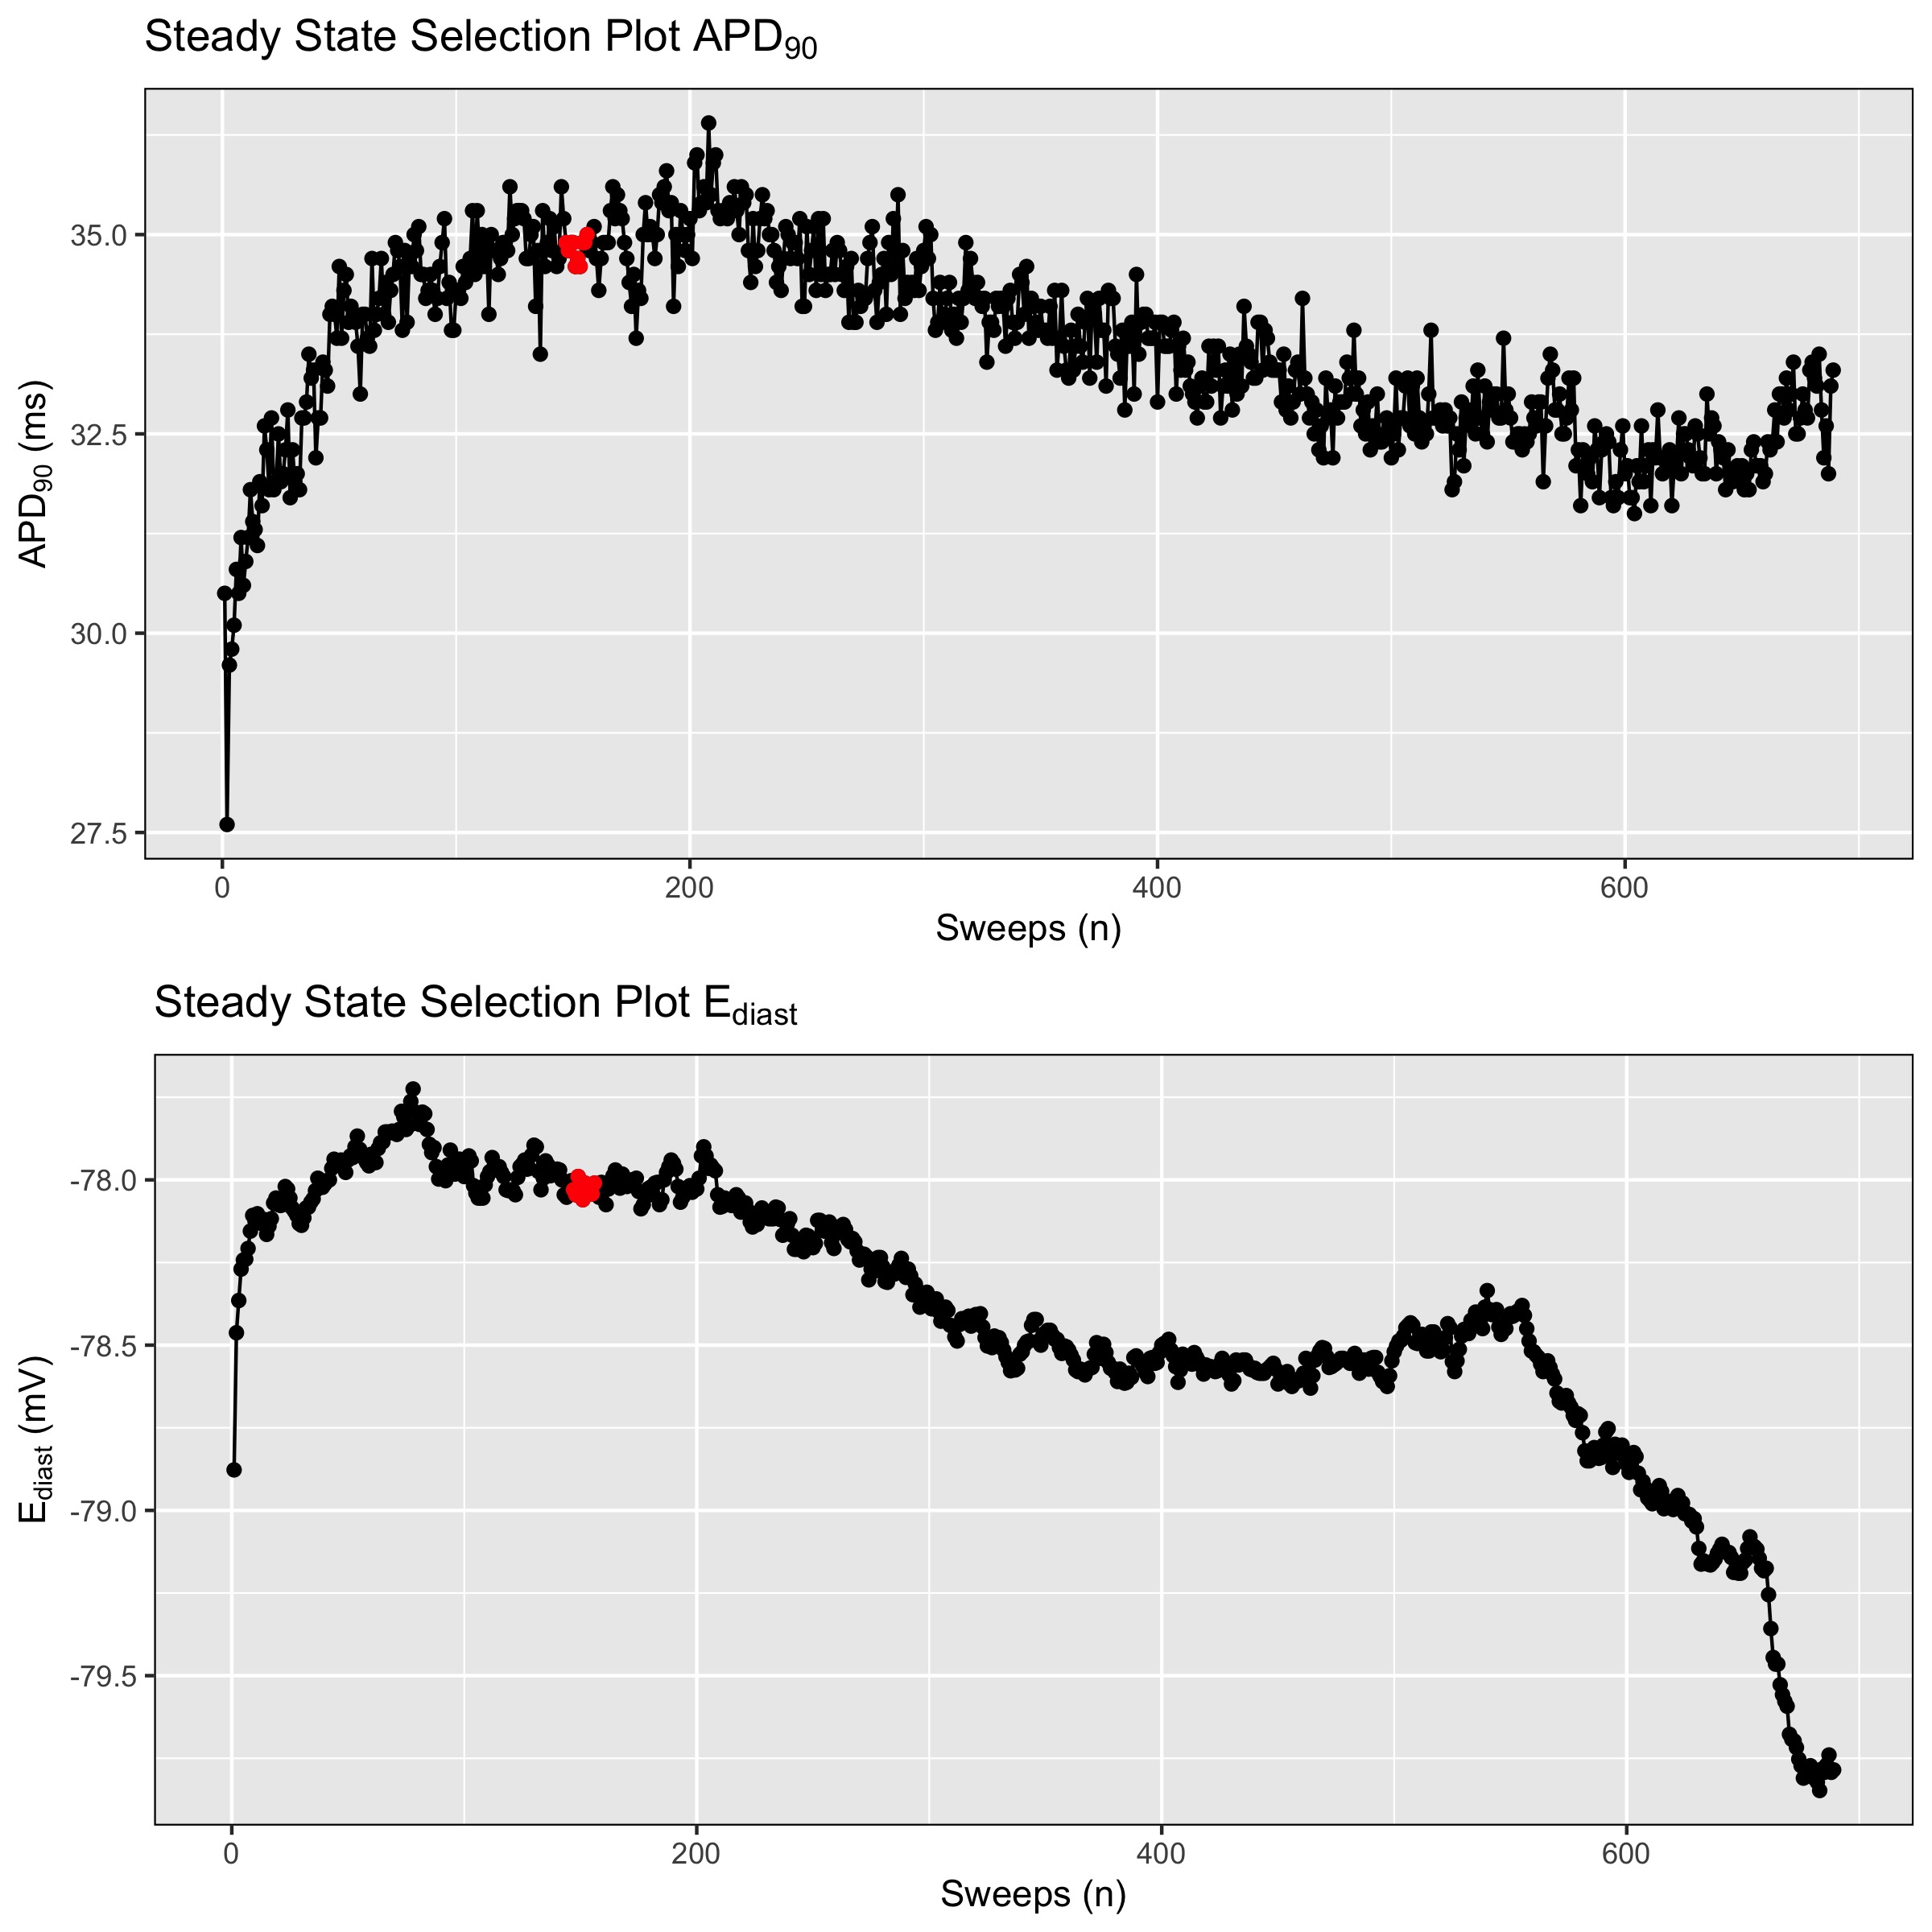 Steady State Selection Plot APD90
APD90 (ms)
35.0
32.5
30.0
27.5
0 200 400 600
Sweeps (n)
Steady State Selection Plot Ediast
Ediast (mV)
-78.0
-78.5
-79.0
-79.5
0 200 400 600
Sweeps (n)